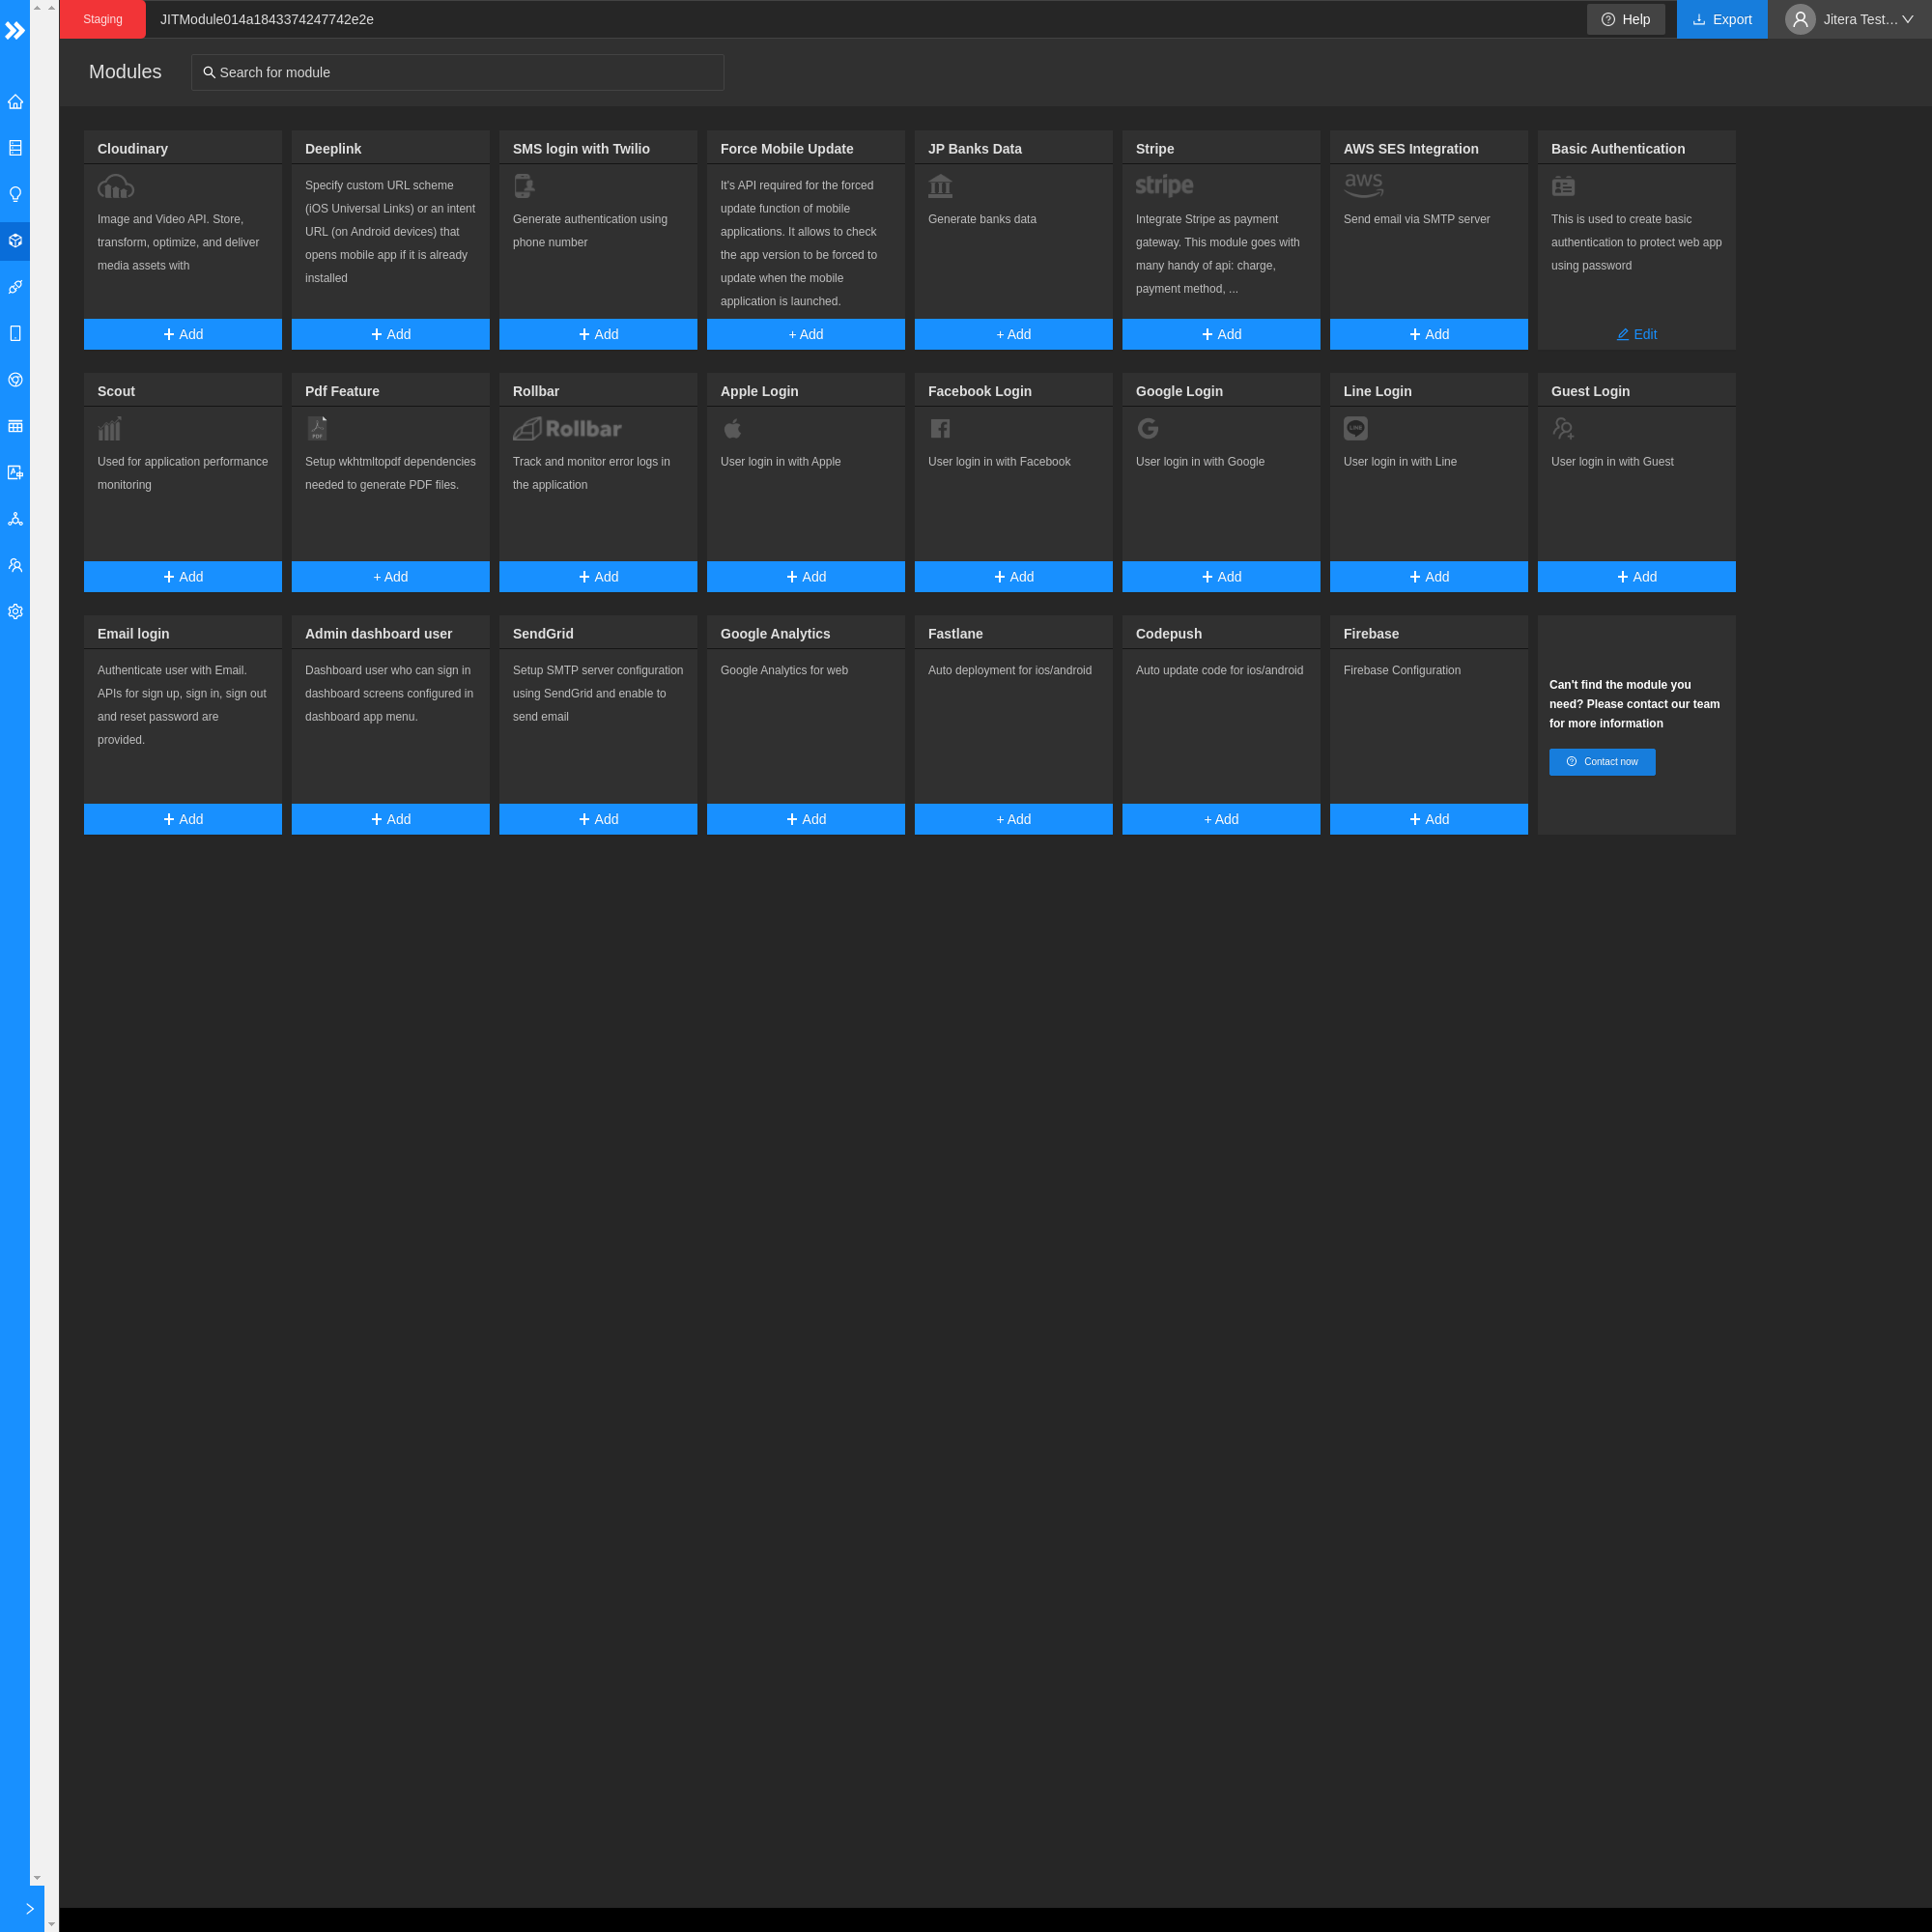 Staging
JITModule014a1843374247742e2e
Help
Export
Jitera Test...
Modules
Search for module
Cloudinary
Image and Video API. Store,
transform, optimize, and deliver
media assets with
+ Add
Deeplink
Specify custom URL scheme
(iOS Universal Links) or an intent
URL (on Android devices) that
opens mobile app if it is already
installed
+ Add
SMS login with Twilio
Generate authentication using
phone number
+ Add
Force Mobile Update
It's API required for the forced
update function of mobile
applications. It allows to check
the app version to be forced to
update when the mobile
application is launched.
+ Add
JP Banks Data
Generate banks data
+ Add
Stripe
stripe
Integrate Stripe as payment
gateway. This module goes with
many handy of api: charge,
payment method, ...
+ Add
AWS SES Integration
aws
Send email via SMTP server
+ Add
Basic Authentication
This is used to create basic
authentication to protect web app
using password
Edit
Scout
Used for application performance
monitoring
+ Add
Pdf Feature
PDF
Setup wkhtmltopdf dependencies
needed to generate PDF files.
+ Add
Rollbar
Rollbar
Track and monitor error logs in
the application
+ Add
Apple Login
User login in with Apple
+ Add
Facebook Login
User login in with Facebook
+ Add
Google Login
User login in with Google
+ Add
Line Login
LINE
User login in with Line
+ Add
Guest Login
User login in with Guest
+ Add
Email login
Authenticate user with Email.
APIs for sign up, sign in, sign out
and reset password are
provided.
+ Add
Admin dashboard user
Dashboard user who can sign in
dashboard screens configured in
dashboard app menu.
+ Add
SendGrid
Setup SMTP server configuration
using SendGrid and enable to
send email
+ Add
Google Analytics
Google Analytics for web
+ Add
Fastlane
Auto deployment for ios/android
+ Add
Codepush
Auto update code for ios/android
+ Add
Firebase
Firebase Configuration
+ Add
Can't find the module you
need? Please contact our team
for more information
Contact now